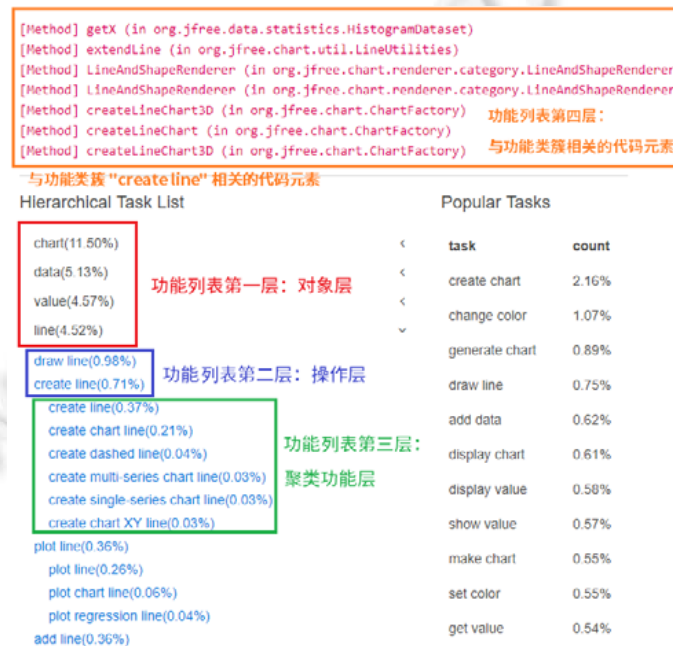 [Method] getX (in org.jfree.data.statistics.HistogramDataset)
[Method] extendLine (in org.jfree.chart.util.LineUtilities)
[Method] LineAndShapeRenderer (in org.jfree.chart.renderer.category.LineAndShapeRenderer
[Method] LineAndShapeRenderer (in org.jfree.chart.renderer.category.LineAndShapeRenderer
[Method] createLineChart3D (in org.jfree.chart.ChartFactory)
[Method] createLineChart (in org.jfree.chart.ChartFactory)
[Method] createLineChart3D (in org.jfree.chart.ChartFactory)
功能列表第四层：
与功能类簇相关的代码元素
与功能类簇 "create line" 相关的代码元素
Hierarchical Task List
chart(11.50%)
data(5.13%)
value(4.57%)
line(4.52%)
功能列表第一层：对象层
draw line(0.98%)
create line(0.71%)
功能列表第二层：操作层
create line(0.37%)
create chart line(0.21%)
create dashed line(0.04%)
create multi-series chart line(0.03%)
create single-series chart line(0.03%)
create chart XY line(0.03%)
功能列表第三层：
聚类功能层
plot line(0.36%)
plot line(0.26%)
plot chart line(0.06%)
plot regression line(0.04%)
add line(0.36%)
Popular Tasks
task count
create chart 2.16%
change color 1.07%
generate chart 0.89%
draw line 0.75%
add data 0.62%
display chart 0.61%
display value 0.58%
show value 0.57%
make chart 0.55%
set color 0.55%
get value 0.54%